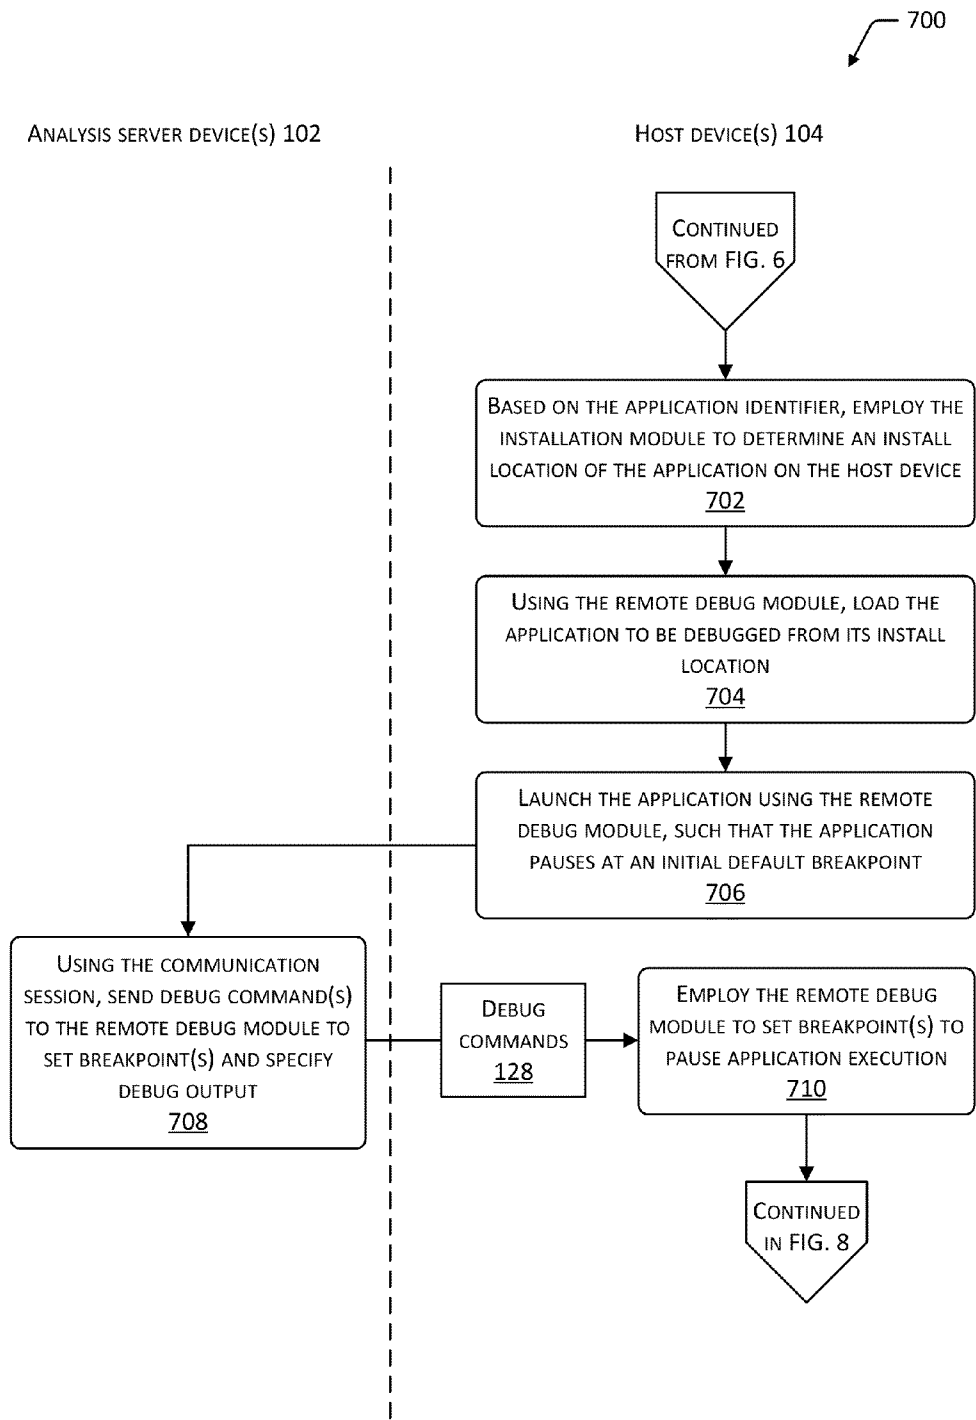 700
Analysis server device(s) 102
Host device(s) 104
Continued
from FIG. 6
Based on the application identifier, employ the
installation module to determine an install
location of the application on the host device
702
Using the remote debug module, load the
application to be debugged from its install
location
704
Launch the application using the remote
debug module, such that the application
pauses at an initial default breakpoint
706
Using the communication
session, send debug command(s)
to the remote debug module to
set breakpoint(s) and specify
debug output
708
Debug
commands
128
Employ the remote debug
module to set breakpoint(s) to
pause application execution
710
Continued
in FIG. 8